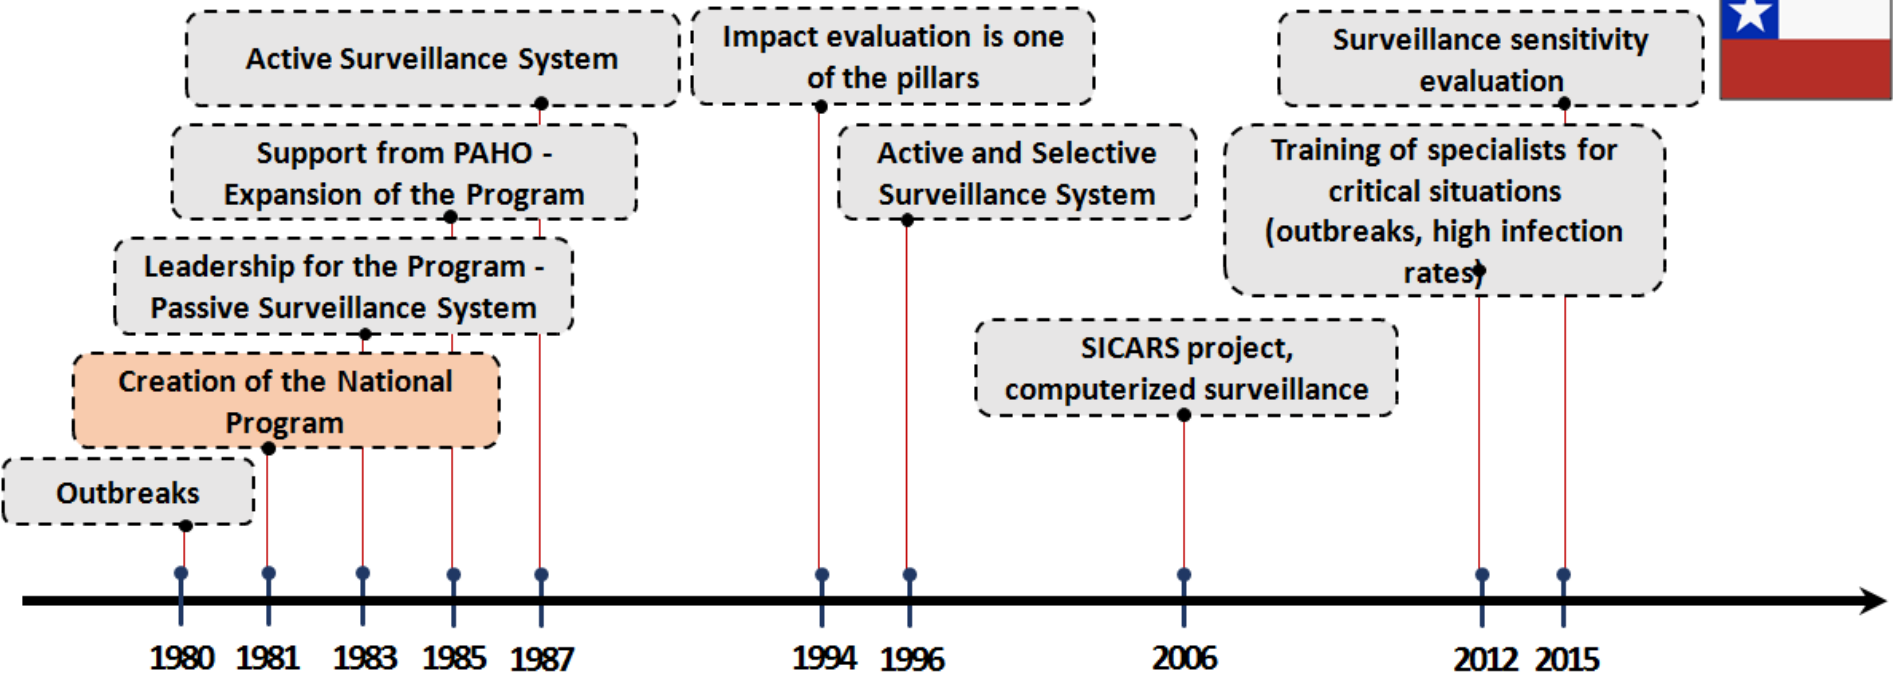 Active Surveillance System
Impact evaluation is one
of the pillars
Surveillance sensitivity
evaluation
Support from PAHO -
Expansion of the Program
Active and Selective
Surveillance System
Training of specialists for
critical situations
(outbreaks, high infection
rates)
Leadership for the Program -
Passive Surveillance System
SICARS project,
computerized surveillance
Creation of the National
Program
Outbreaks
1980 1981 1983 1985 1987 1994 1996 2006 2012 2015